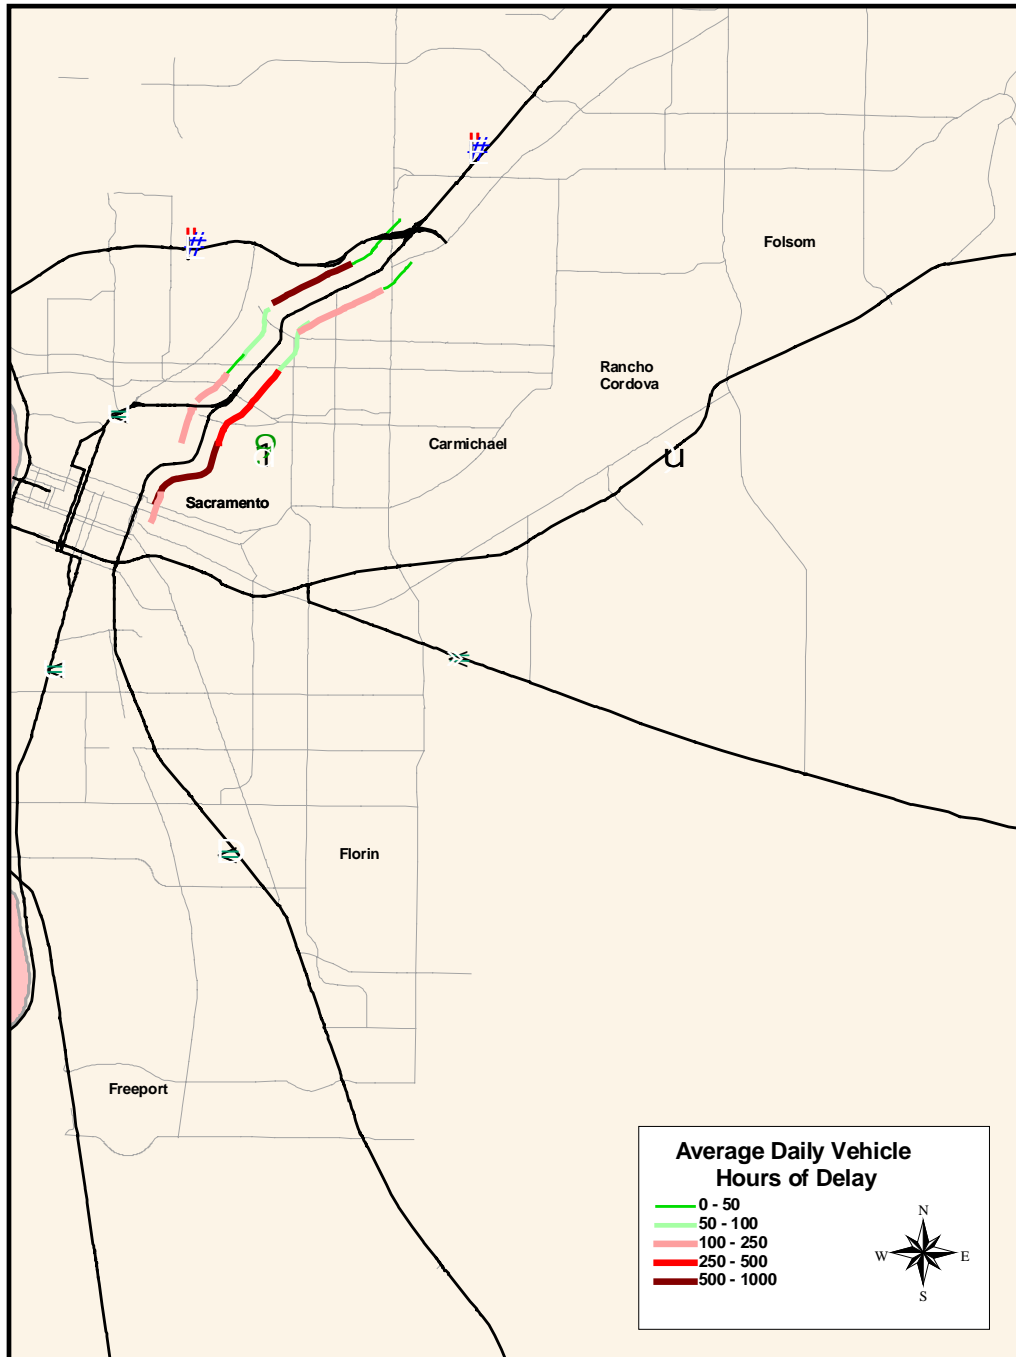 Folsom
Rancho
Cordova
Carmichael
u
Sacramento
Florin
Freeport
Average Daily Vehicle
Hours of Delay
0 - 50
50 - 100
100 - 250
250 - 500
500 - 1000
N
W
E
S